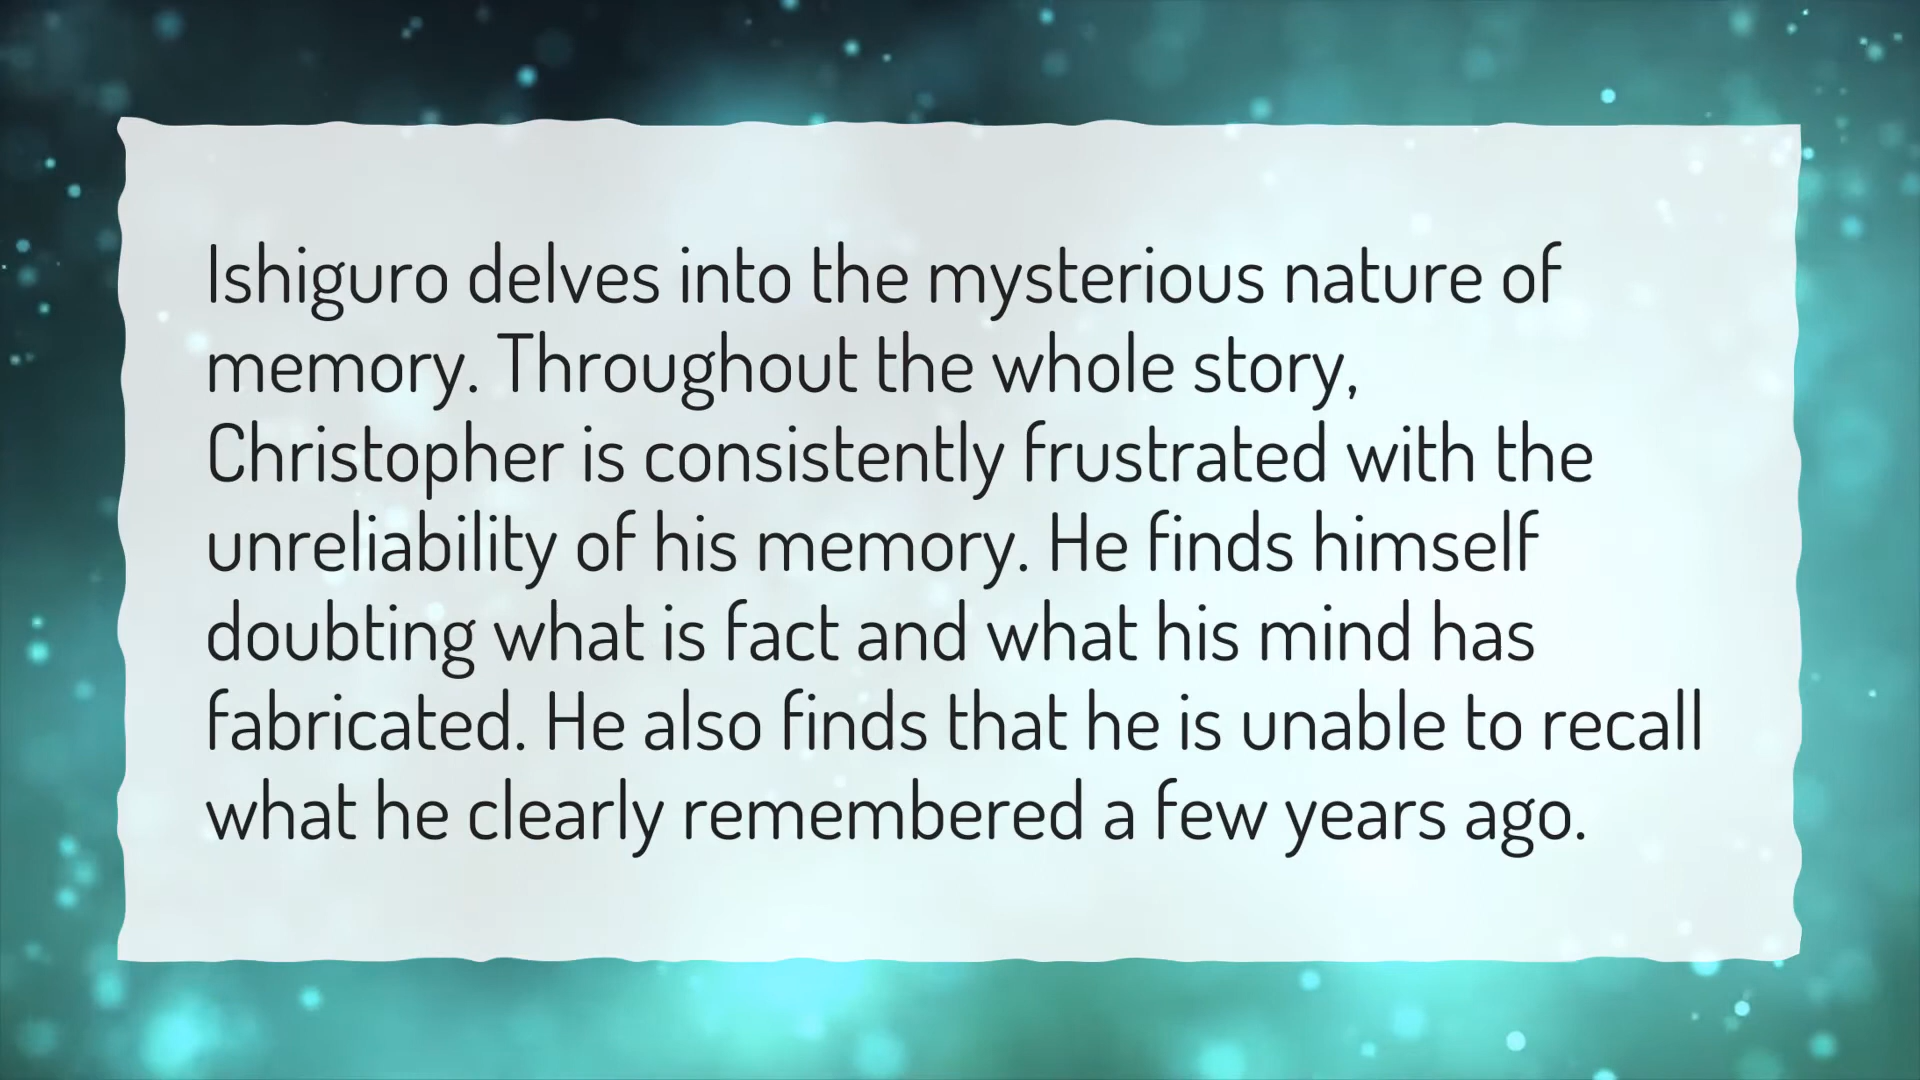 Ishiguro delves into the mysterious nature of
memory. Throughout the whole story,
Christopher is consistently frustrated with the
unreliability of his memory. He finds himself
doubting what is fact and what his mind has
fabricated. He also finds that he is unable to recall
what he clearly remembered a few years ago.